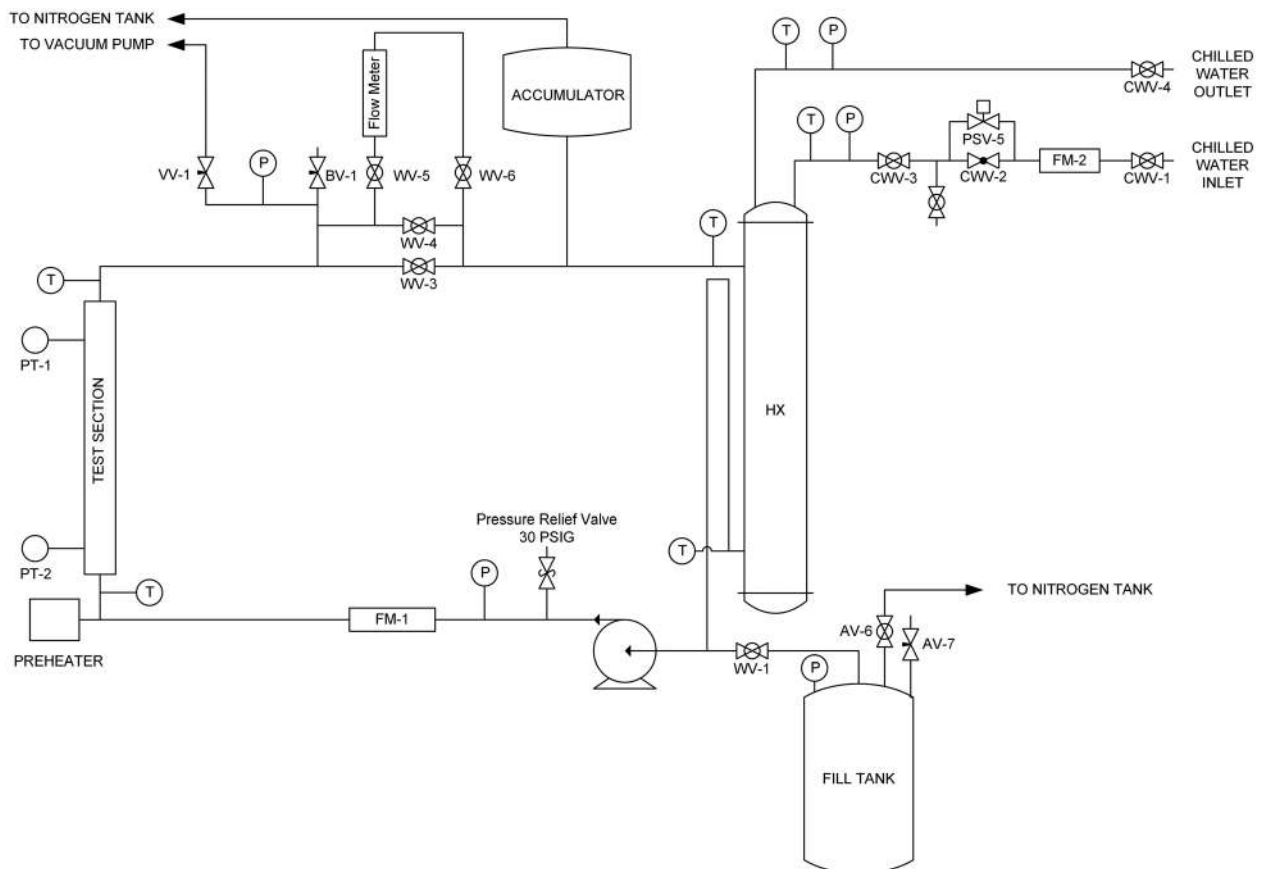 TO NITROGEN TANK
TO VACUUM PUMP
Flow Meter
ACCUMULATOR
T
P
CWV-4
CHILLED
WATER
OUTLET
T
P
PSV-5
CWV-3
CWV-2
FM-2
CWV-1
CHILLED
WATER
INLET
VV-1
P
BV-1
WV-5
WV-6
WV-4
WV-3
T
T
PT-1
TEST SECTION
HX
PT-2
T
T
Pressure Relief Valve
30 PSIG
P
FM-1
PREHEATER
WV-1
P
AV-6
AV-7
TO NITROGEN TANK
FILL TANK